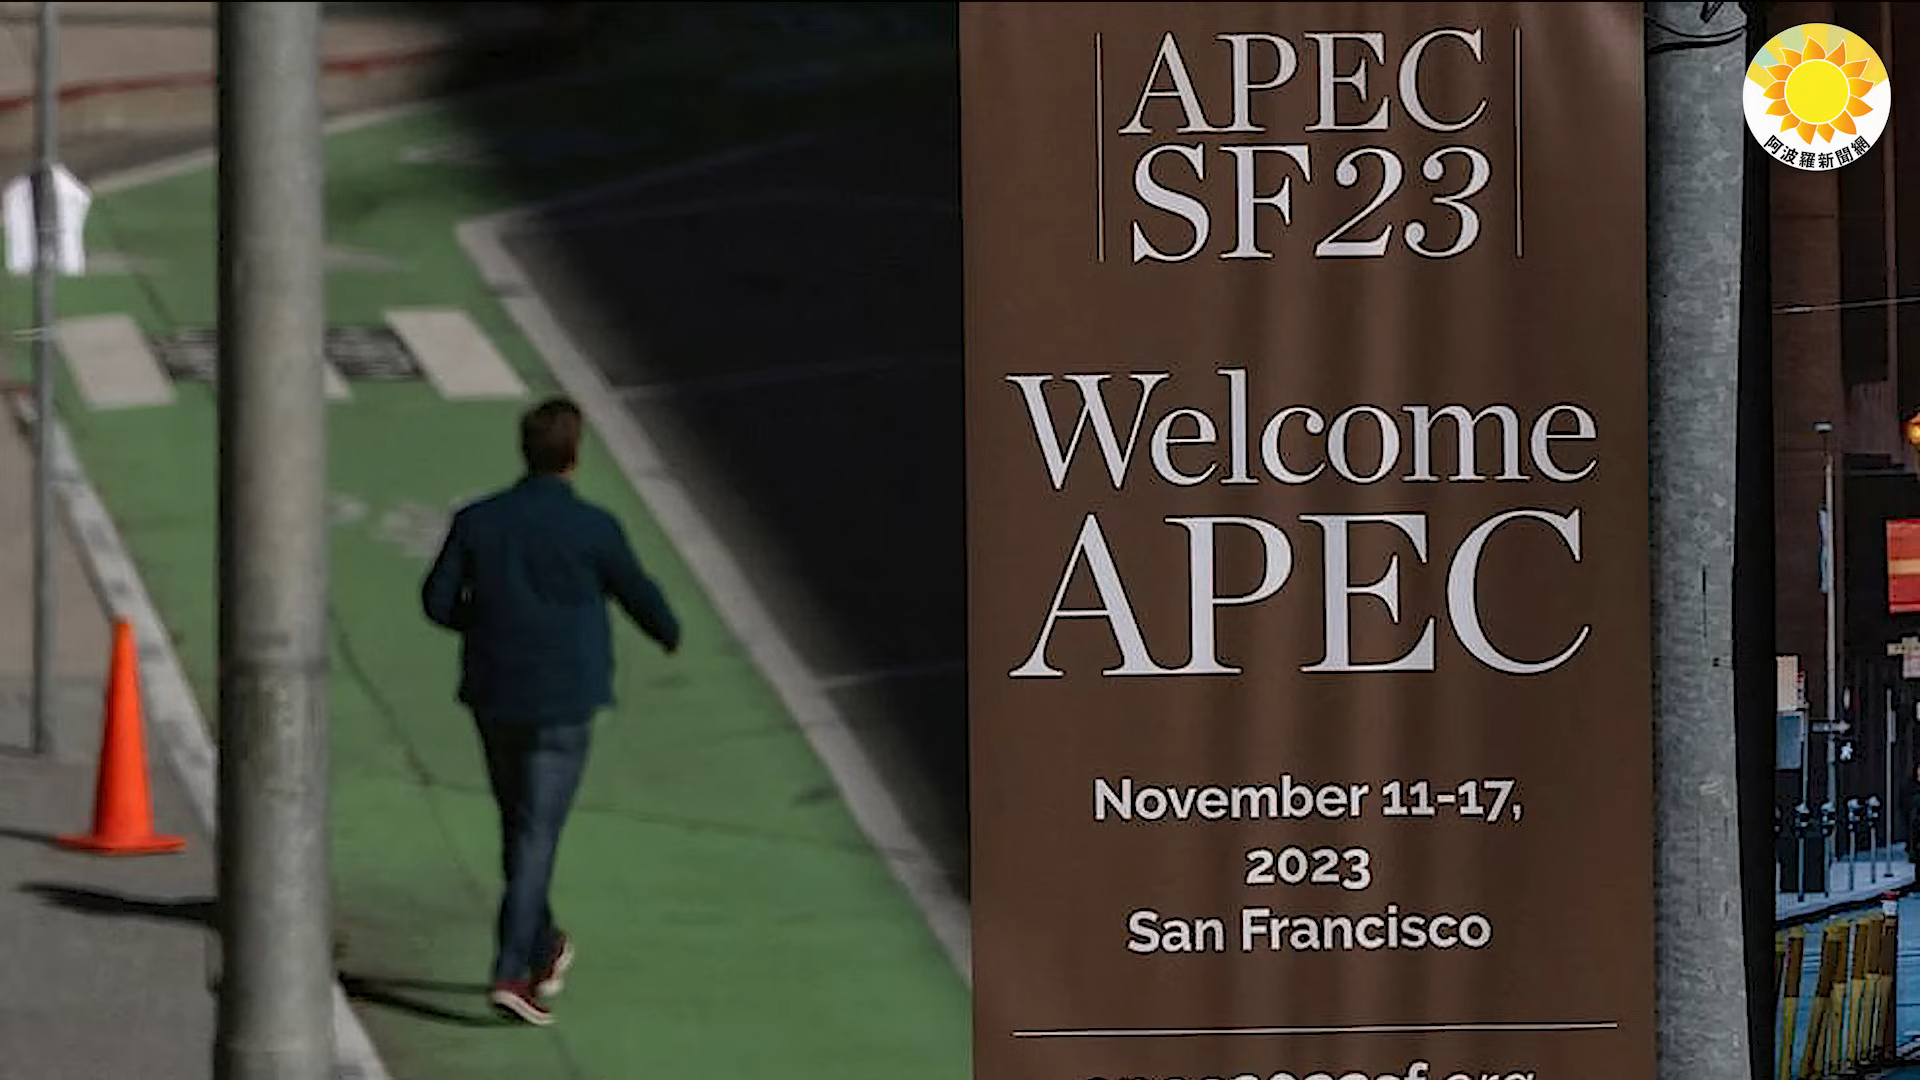 APEC
SF23
Welcome
APEC
November 11-17,
2023
San Francisco
阿波羅新聞網